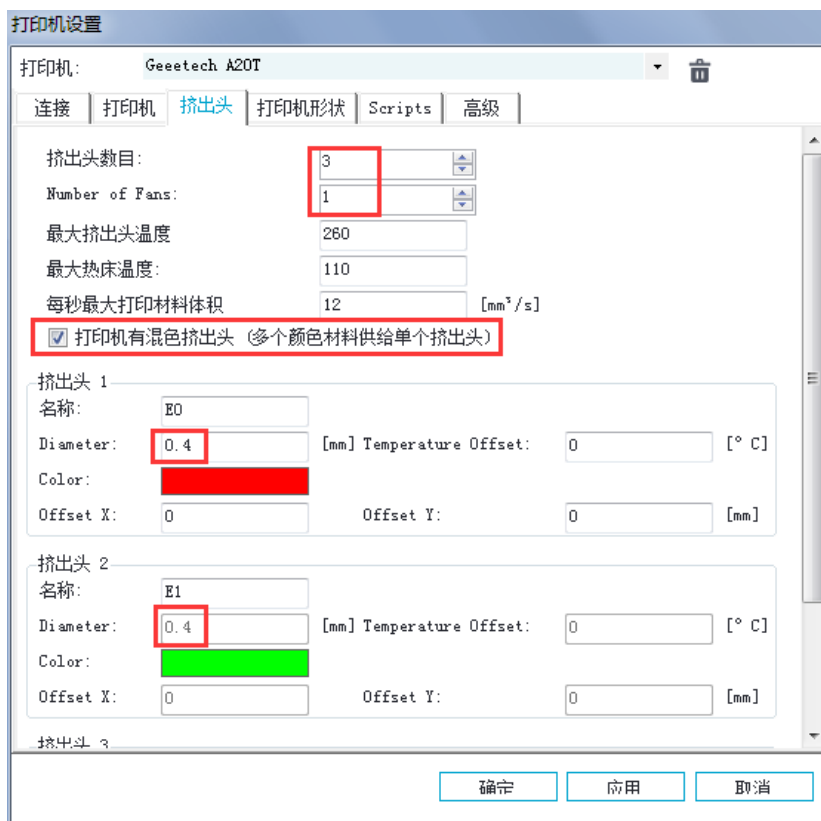 打印机设置
打印机: Geeetech A20T
连接 打印机 挤出头 打印机形状 Scripts 高级
挤出头数目: 3
Number of Fans: 1
最大挤出头温度 260
最大热床温度: 110
每秒最大打印材料体积 12 [mm³/s]
打印机有混色挤出头 (多个颜色材料供给单个挤出头)
挤出头 1
名称: E0
Diameter: 0.4 [mm] Temperature Offset: 0 [° C]
Color:
Offset X: 0 Offset Y: 0 [mm]
挤出头 2
名称: E1
Diameter: 0.4 [mm] Temperature Offset: 0 [° C]
Color:
Offset X: 0 Offset Y: 0 [mm]
挤出头 3
确定 应用 取消